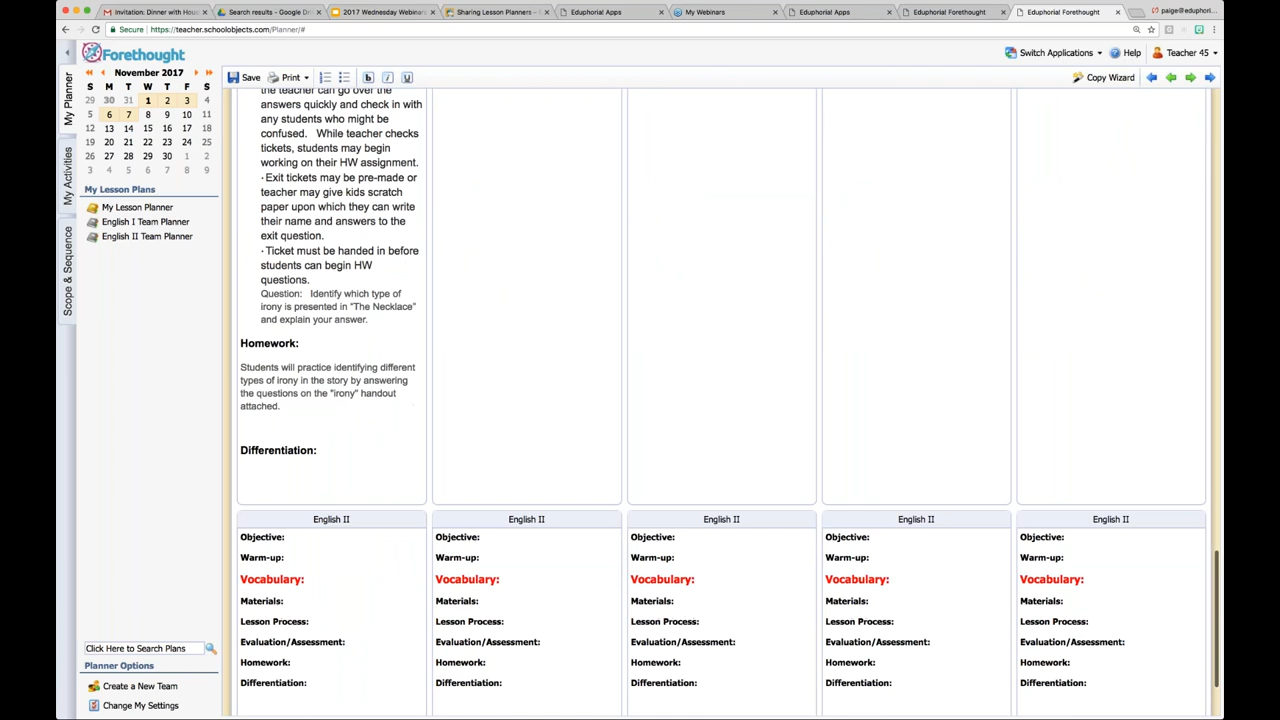 Invitation: Dinner with Hou
Search results - Google Dri
2017 Wednesday Webinar
Sharing Lesson Planners -
Eduphorial Apps
My Webinars
Eduphorial Apps
Eduphorial Forethought
Eduphorial Forethought
paige@eduphori
Secure
https://teacher.schoolobjects.com/Planner/#
Forethought
Switch Applications
Help
Teacher 45
November 2017
S M T W T F S
29 30 31 1 2 3 4
5 6 7 8 9 10 11
12 13 14 15 16 17 18
19 20 21 22 23 24 25
26 27 28 29 30 1 2
3 4 5 6 7 8 9
My Planner
My Activities
Scope & Sequence
My Lesson Plans
My Lesson Planner
English I Team Planner
English II Team Planner
Click Here to Search Plans
Planner Options
Create a New Team
Change My Settings
Save
Print
b i u
Copy Wizard
the teacher can go over the
answers quickly and check in with
any students who might be
confused. While teacher checks
tickets, students may begin
working on their HW assignment.
·Exit tickets may be pre-made or
teacher may give kids scratch
paper upon which they can write
their name and answers to the
exit question.
·Ticket must be handed in before
students can begin HW
questions.
Question: Identify which type of
irony is presented in "The Necklace"
and explain your answer.
Homework:
Students will practice identifying different
types of irony in the story by answering
the questions on the "irony" handout
attached.
Differentiation:
English II English II English II English II English II
Objective: Objective: Objective: Objective: Objective:
Warm-up: Warm-up: Warm-up: Warm-up: Warm-up:
Vocabulary: Vocabulary: Vocabulary: Vocabulary: Vocabulary:
Materials: Materials: Materials: Materials: Materials:
Lesson Process: Lesson Process: Lesson Process: Lesson Process: Lesson Process:
Evaluation/Assessment: Evaluation/Assessment: Evaluation/Assessment: Evaluation/Assessment: Evaluation/Assessment:
Homework: Homework: Homework: Homework: Homework:
Differentiation: Differentiation: Differentiation: Differentiation: Differentiation: